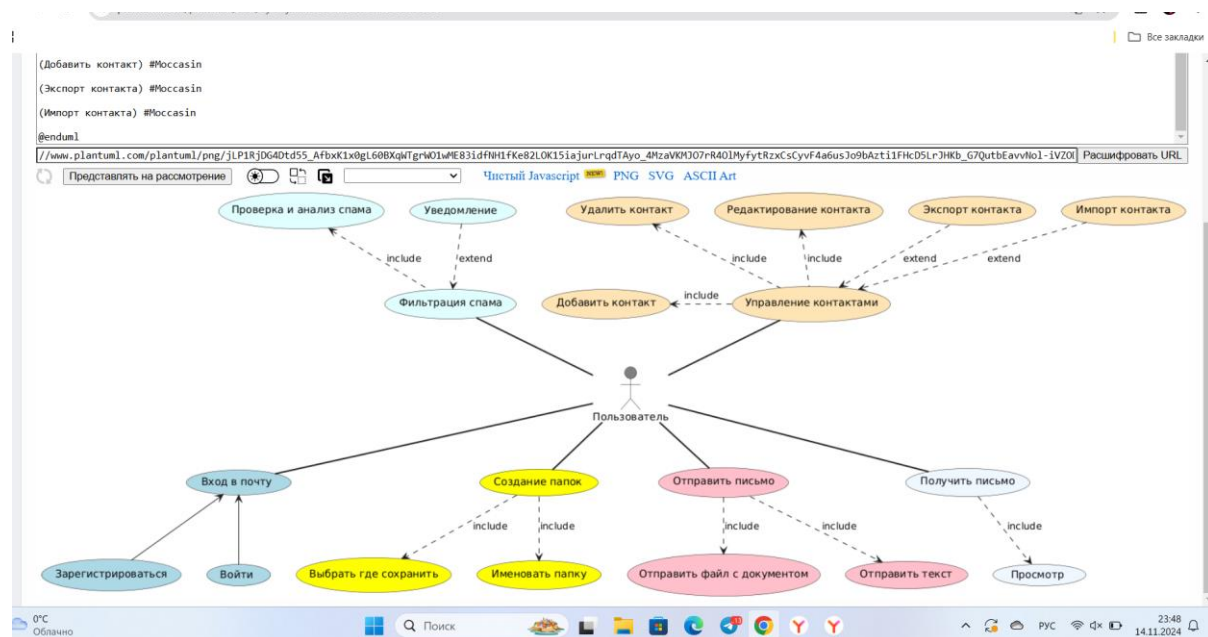 Все закладки
(Добавить контакт) #Moccasin
(Экспорт контакта) #Moccasin
(Импорт контакта) #Moccasin
@enduml
Расшифровать URL
Представлять на рассмотрение
Чистый Javascript NEW! PNG SVG ASCII Art
Проверка и анализ спама Уведомление Удалить контакт Редактирование контакта Экспорт контакта Импорт контакта
include extend include include extend extend
Фильтрация спама Добавить контакт include Управление контактами
Пользователь
Вход в почту Создание папок Отправить письмо Получить письмо
include include include include include
Зарегистрироваться Войти Выбрать где сохранить Именовать папку Отправить файл с документом Отправить текст Просмотр
0°C
Облачно
Поиск
РУС
23:48
14.11.2024